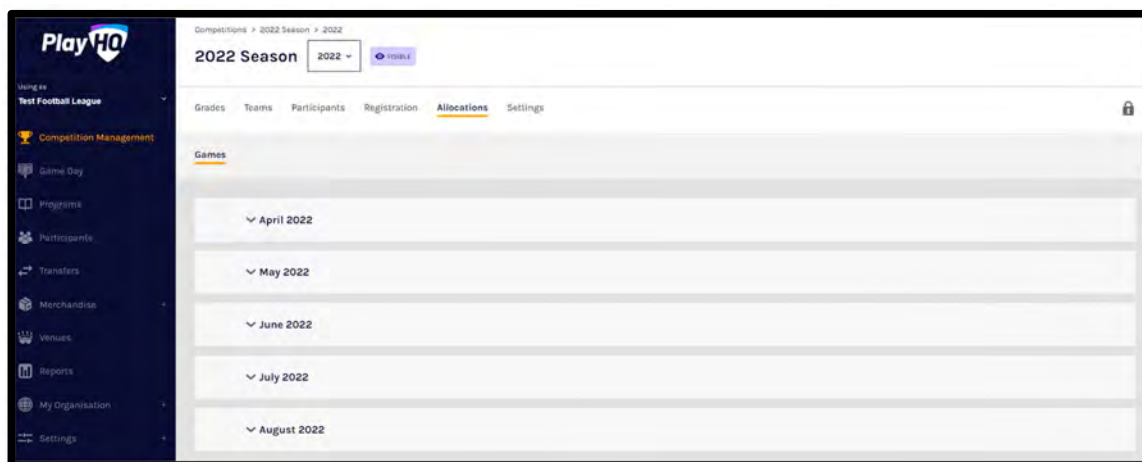 PlayHQ
Using as
Test Football League
Competition Management
Game Day
Programs
Participants
Transfers
Merchandise +
Venues
Reports
My Organisation +
Settings +
Competitions > 2022 Season > 2022
2022 Season 2022 VISIBLE
Grades Teams Participants Registration Allocations Settings
Games
April 2022
May 2022
June 2022
July 2022
August 2022